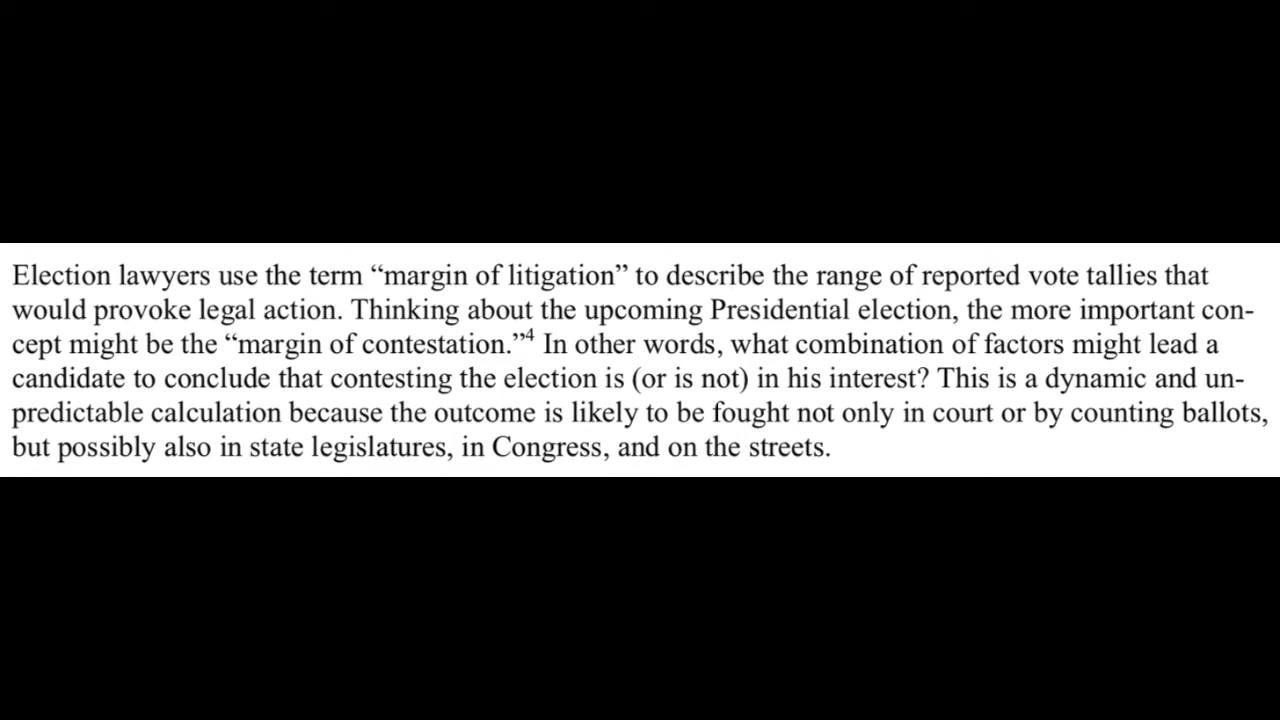 Election lawyers use the term “margin of litigation” to describe the range of reported vote tallies that
would provoke legal action. Thinking about the upcoming Presidential election, the more important con-
cept might be the “margin of contestation.”4 In other words, what combination of factors might lead a
candidate to conclude that contesting the election is (or is not) in his interest? This is a dynamic and un-
predictable calculation because the outcome is likely to be fought not only in court or by counting ballots,
but possibly also in state legislatures, in Congress, and on the streets.